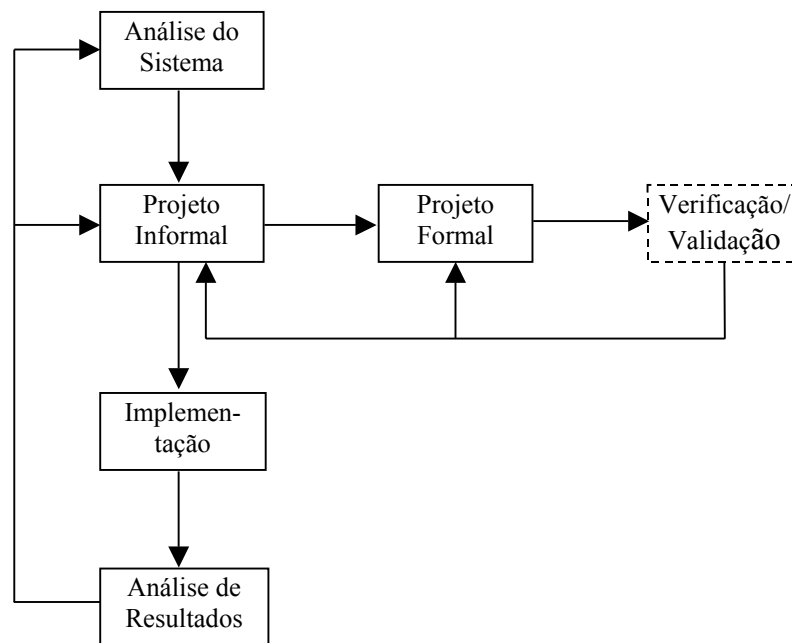 Análise do
Sistema
Projeto
Informal
Projeto
Formal
Verificação/
Validação
Implemen-
tação
Análise de
Resultados